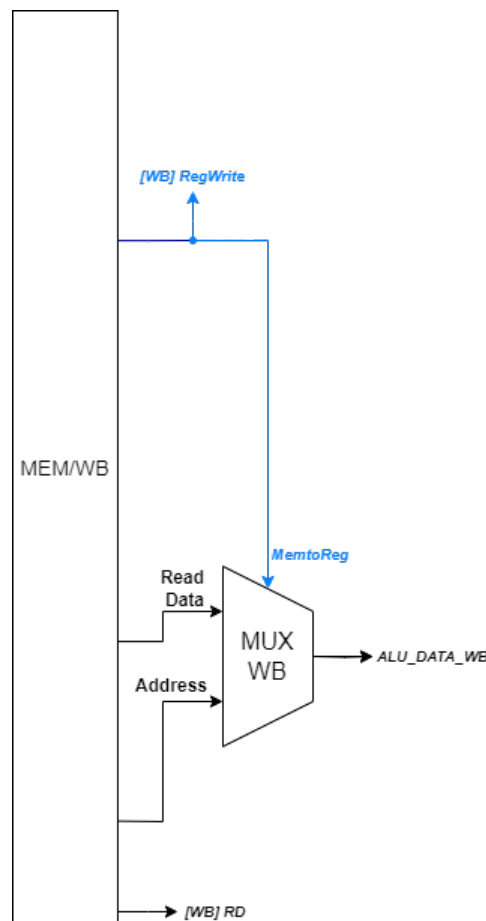 [WB] RegWrite
MEM/WB
MemtoReg
Read
Data
MUX
WB
ALU_DATA_WB
Address
[WB] RD